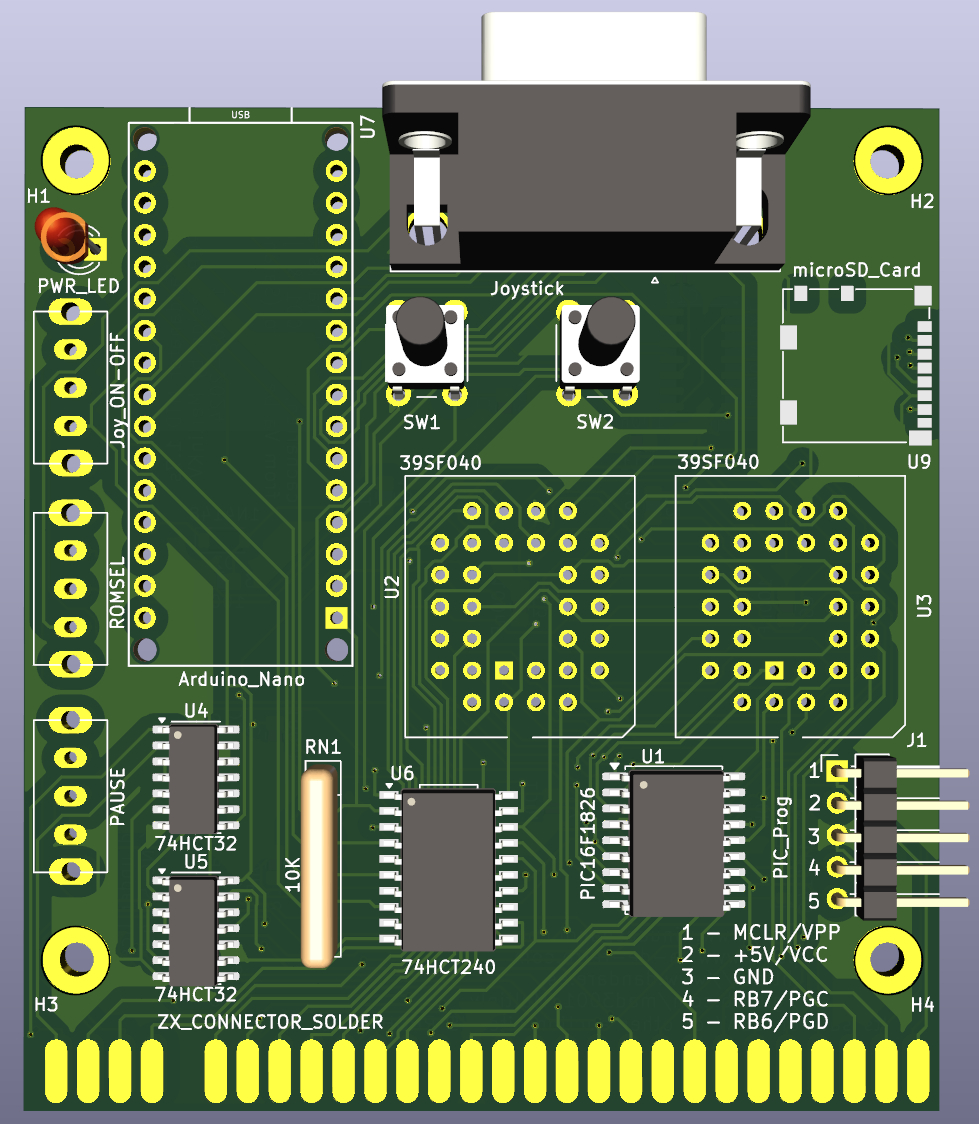 USB
U7
H1
H2
PWR_LED
microSD_Card
Joystick
Joy_ON-OFF
SW1
SW2
39SF040
39SF040
U9
U2
U3
ROMSEL
Arduino_Nano
U4
RN1
U6
U1
J1
PAUSE
PIC16F1826
PIC_Prog
1
2
3
4
5
74HCT32
U5
10K
74HCT32
74HCT240
1 - MCLR/VPP
2 - +5V/VCC
3 - GND
4 - RB7/PGC
5 - RB6/PGD
H3
H4
ZX_CONNECTOR_SOLDER